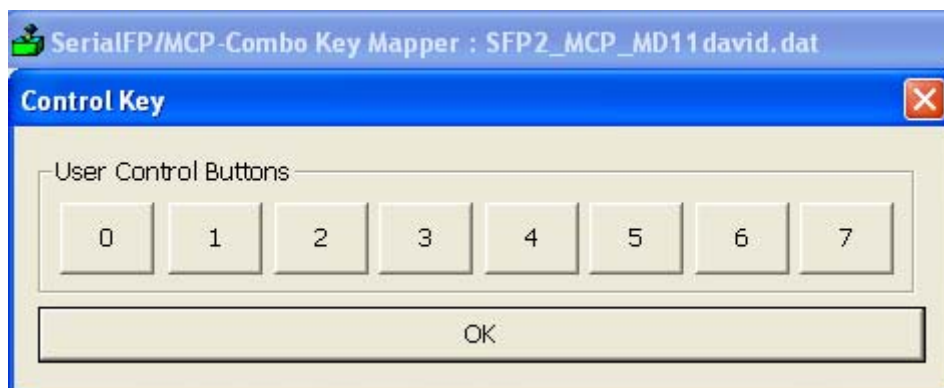 SerialFP/MCP-Combo Key Mapper : SFP2_MCP_MD11david.dat
Control Key
User Control Buttons
0 1 2 3 4 5 6 7
OK